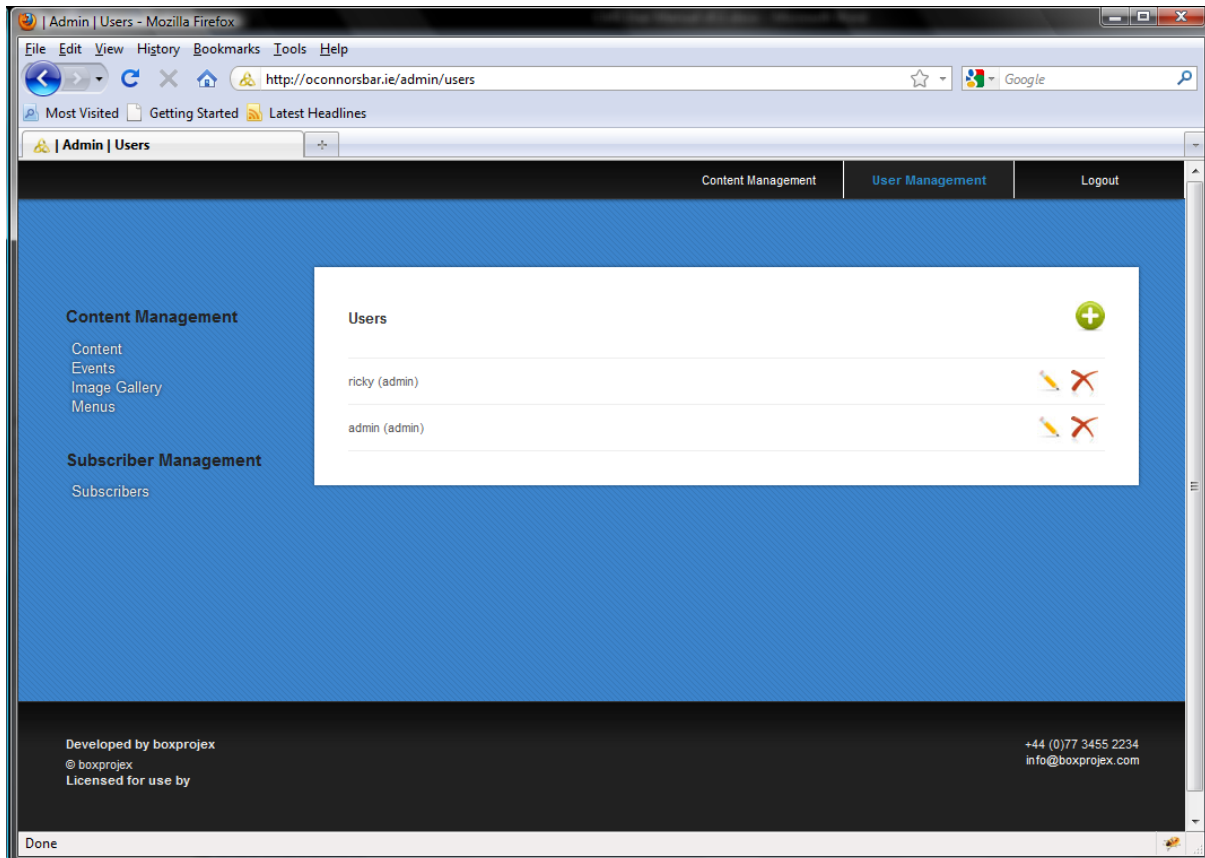 | Admin | Users - Mozilla Firefox
File Edit View History Bookmarks Tools Help
http://oconnorsbar.ie/admin/users
Google
Most Visited Getting Started Latest Headlines
| Admin | Users
Content Management User Management Logout
Content Management
Content
Events
Image Gallery
Menus
Subscriber Management
Subscribers
Users
ricky (admin)
admin (admin)
Developed by boxprojex
© boxprojex
Licensed for use by
+44 (0)77 3455 2234
info@boxprojex.com
Done